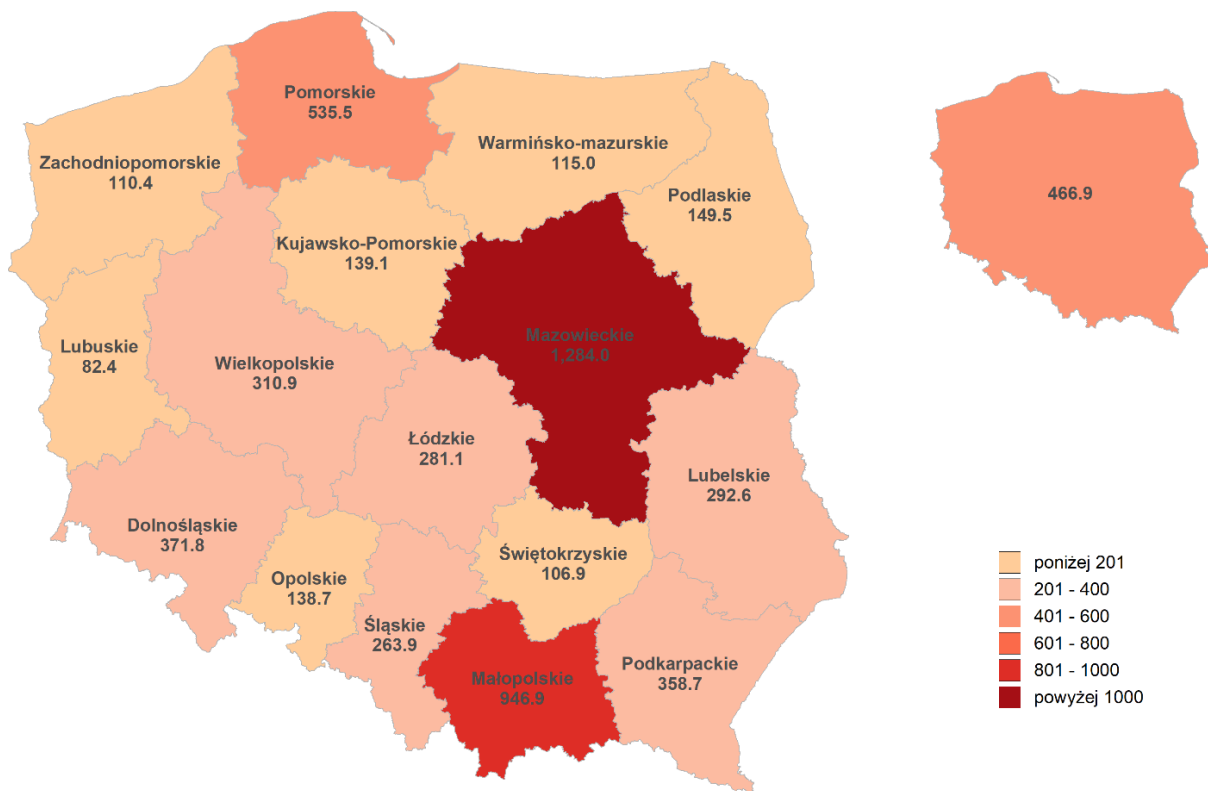 Pomorskie
535.5
Zachodniopomorskie
110.4
Warmińsko-mazurskie
115.0
Podlaskie
149.5
466.9
Kujawsko-Pomorskie
139.1
Mazowieckie
1,284.0
Lubuskie
82.4
Wielkopolskie
310.9
Łódzkie
281.1
Lubelskie
292.6
Dolnośląskie
371.8
Świętokrzyskie
106.9
Opolskie
138.7
Śląskie
263.9
Małopolskie
946.9
Podkarpackie
358.7
poniżej 201
201 - 400
401 - 600
601 - 800
801 - 1000
powyżej 1000